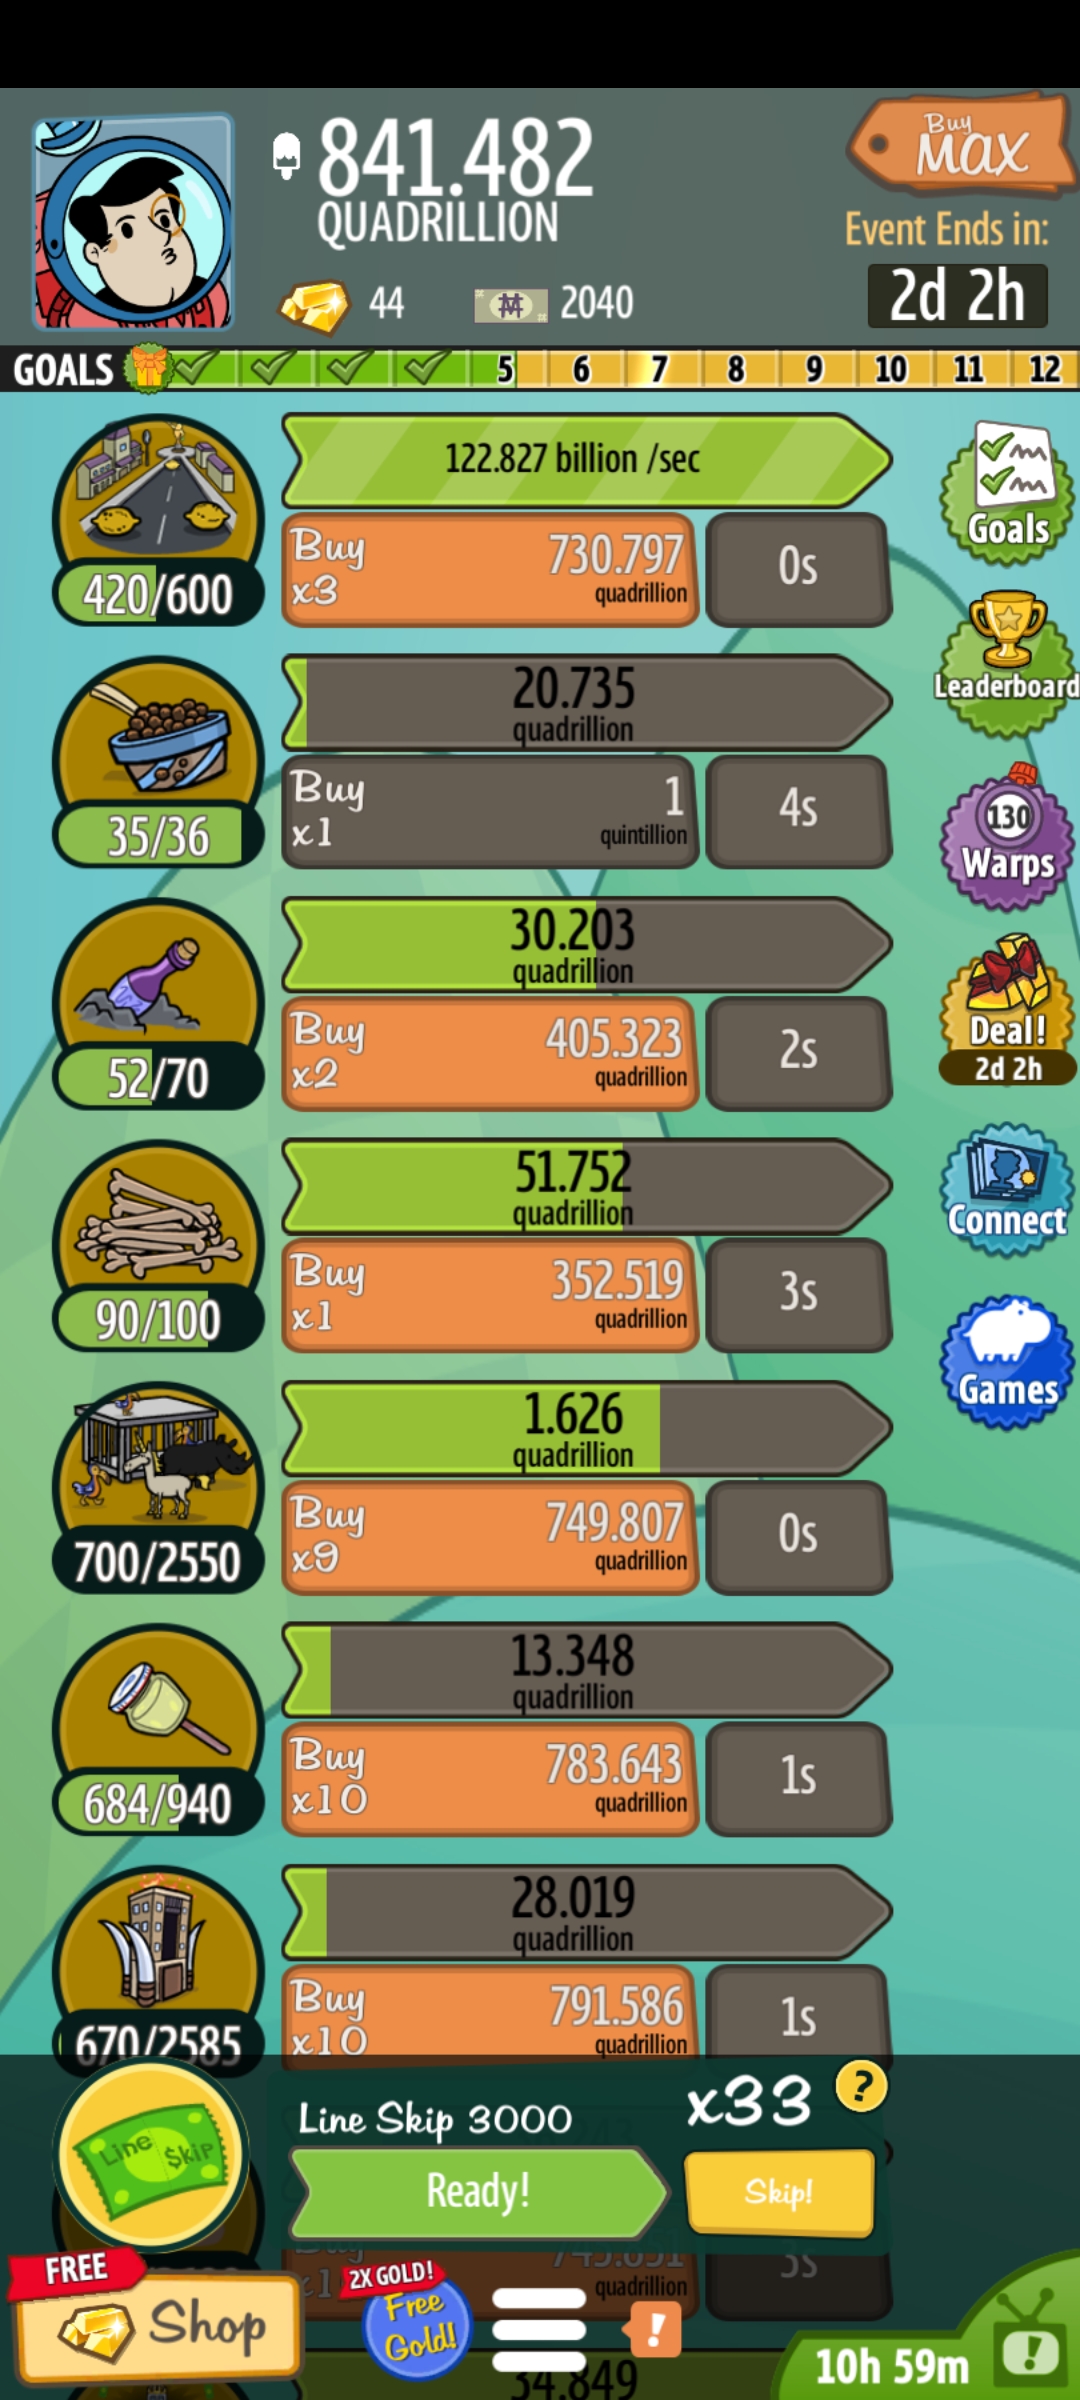 841.482
QUADRILLION
Buy
MAX
Event Ends in:
2d 2h
44
2040
GOALS 5 6 7 8 9 10 11 12
122.827 billion /sec
Buy
x3
730.797
quadrillion
0s
420/600
Goals
Leaderboard
20.735
quadrillion
Buy
x1
1
quintillion
4s
35/36
130
Warps
30.203
quadrillion
Buy
x2
405.323
quadrillion
2s
52/70
Deal!
2d 2h
51.752
quadrillion
Buy
x1
352.519
quadrillion
3s
90/100
Connect
1.626
quadrillion
Buy
x9
749.807
quadrillion
0s
700/2550
Games
13.348
quadrillion
Buy
x10
783.643
quadrillion
1s
684/940
28.019
quadrillion
Buy
x10
791.586
quadrillion
1s
670/2585
Line Skip
Line Skip 3000
x33
?
Ready!
Skip!
quadrillion
3s
FREE
Shop
2X GOLD!
Free
Gold!
!
34.849
10h 59m
!